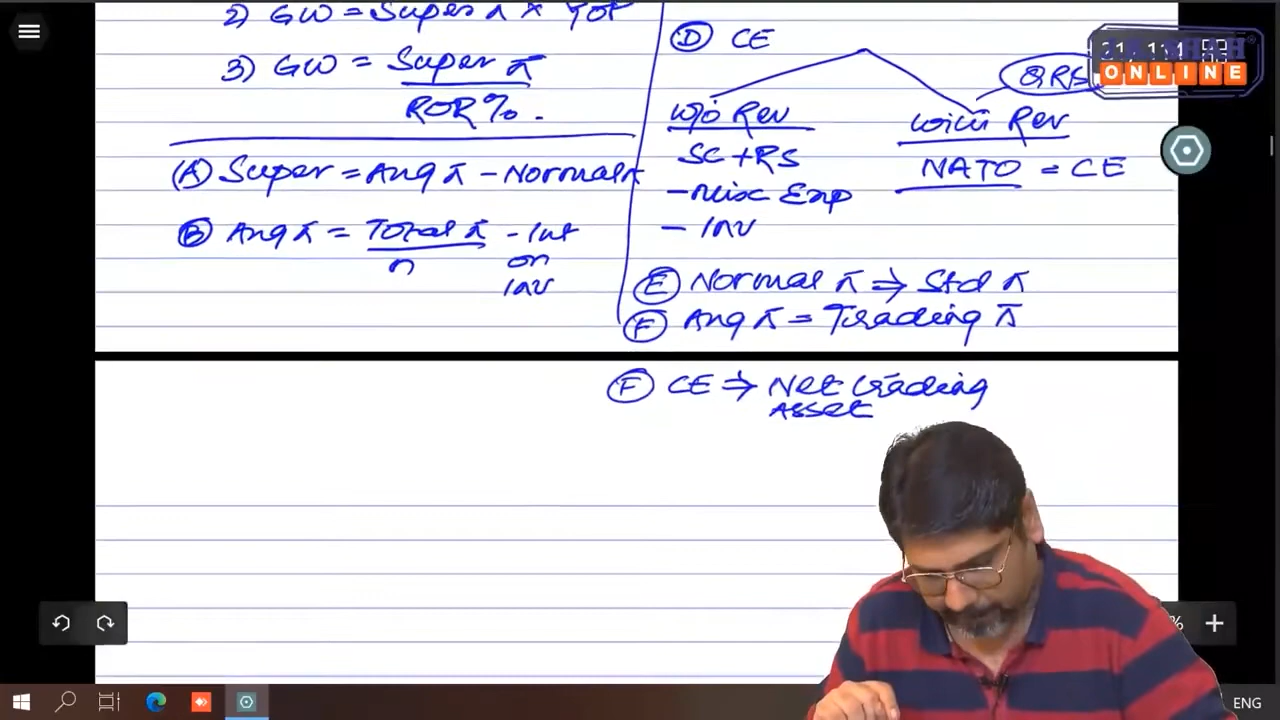 2) GW = Super π x YOP
3) GW = Super π
ROR%.
(A) Super = Avg π - Normal π
(B) Avg π = Total π - Int
n on
Inv
(D) CE
w/o Rev
SC + RS
- Misc Exp
- Inv
QRS
with Rev
NATO = CE
(E) Normal π ⇒ Std π
(F) Avg π = Trading π
(F) CE ⇒ Net trading
Asset
ONLINE
%
ENG